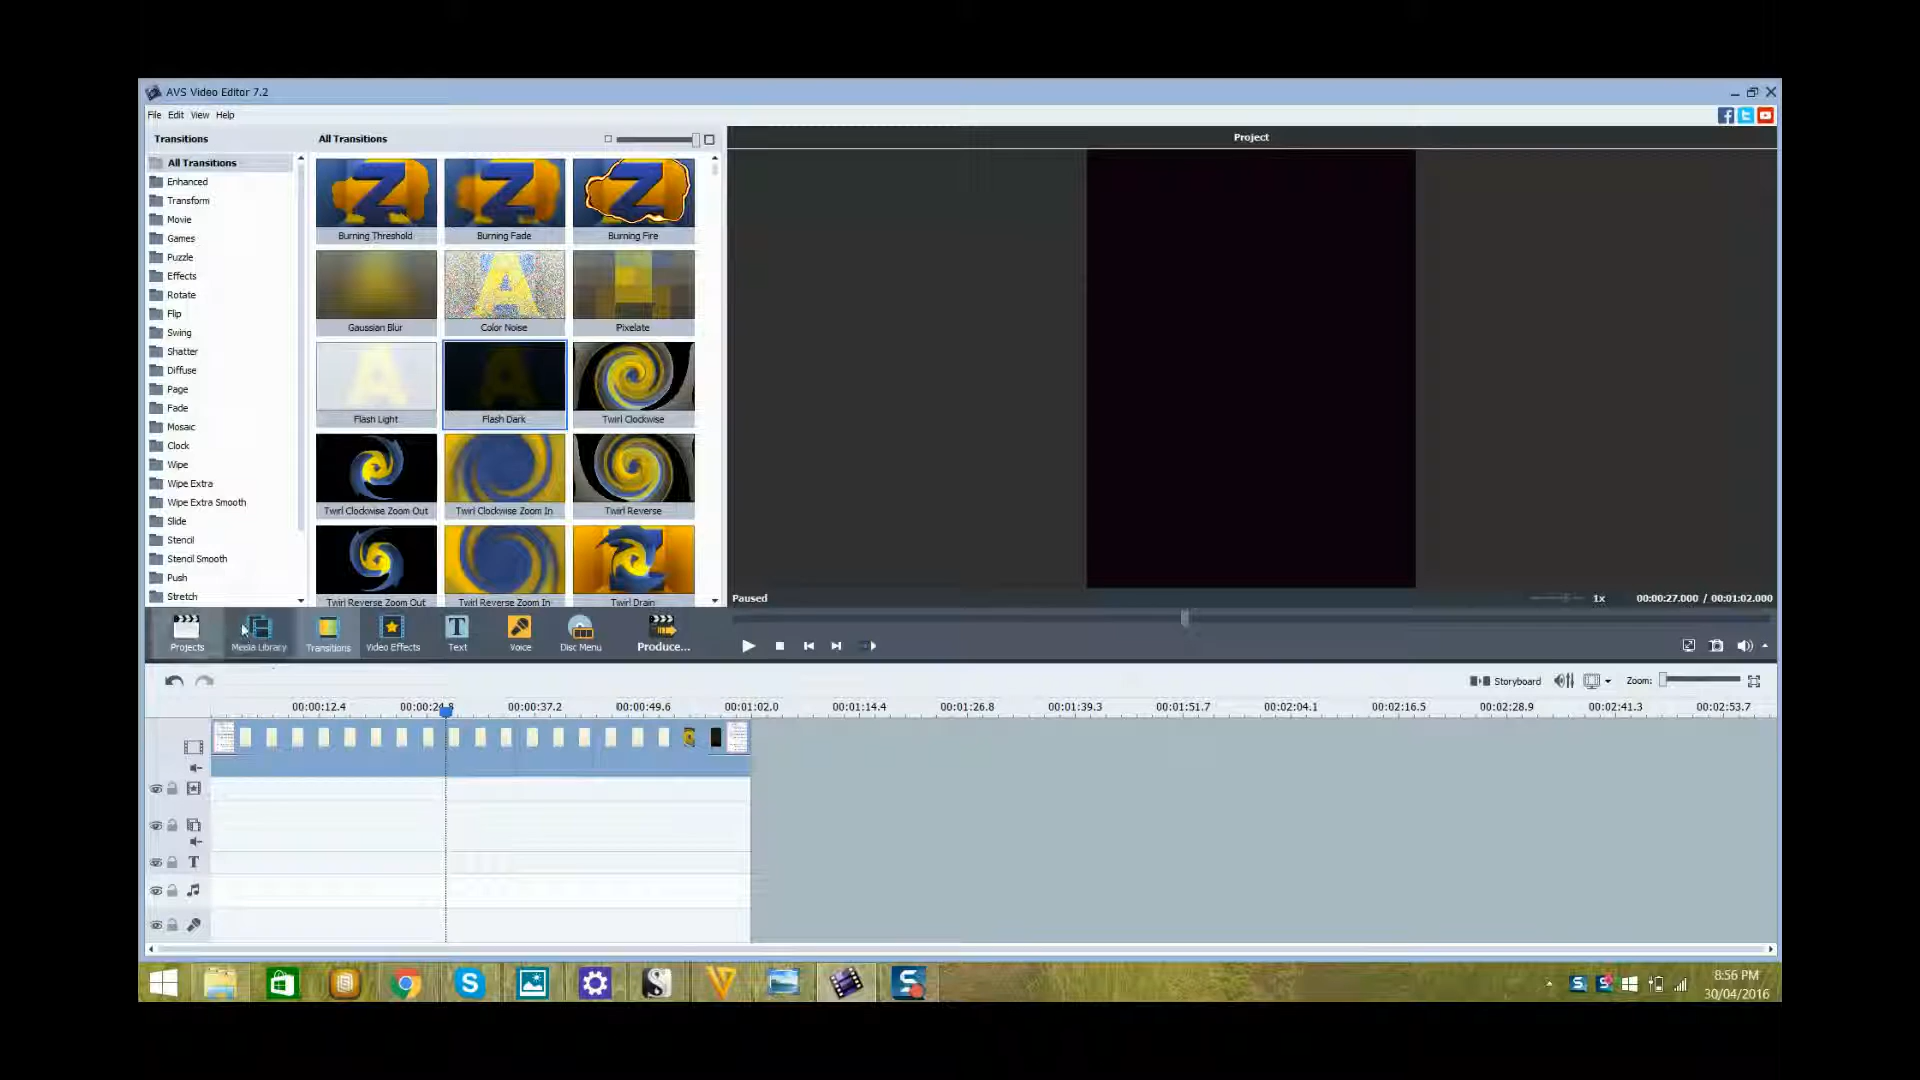 AVS Video Editor 7.2
File Edit View Help
Transitions
All Transitions
Project
All Transitions
Enhanced
Transform
Movie
Games
Puzzle
Effects
Rotate
Flip
Swing
Shatter
Diffuse
Page
Fade
Mosaic
Clock
Wipe
Wipe Extra
Wipe Extra Smooth
Slide
Stencil
Stencil Smooth
Push
Stretch
Burning Threshold Burning Fade Burning Fire
Gaussian Blur Color Noise Pixelate
Flash Light Flash Dark Twirl Clockwise
Twirl Clockwise Zoom Out Twirl Clockwise Zoom In Twirl Reverse
Twirl Reverse Zoom Out Twirl Reverse Zoom In Twirl Drain
Paused 1x 00:00:27.000 / 00:01:02.000
Projects Media Library Transitions Video Effects Text Voice Disc Menu Produce...
Storyboard Zoom:
00:00:12.4 00:00:24.8 00:00:37.2 00:00:49.6 00:01:02.0 00:01:14.4 00:01:26.8 00:01:39.3 00:01:51.7 00:02:04.1 00:02:16.5 00:02:28.9 00:02:41.3 00:02:53.7
8:56 PM
30/04/2016